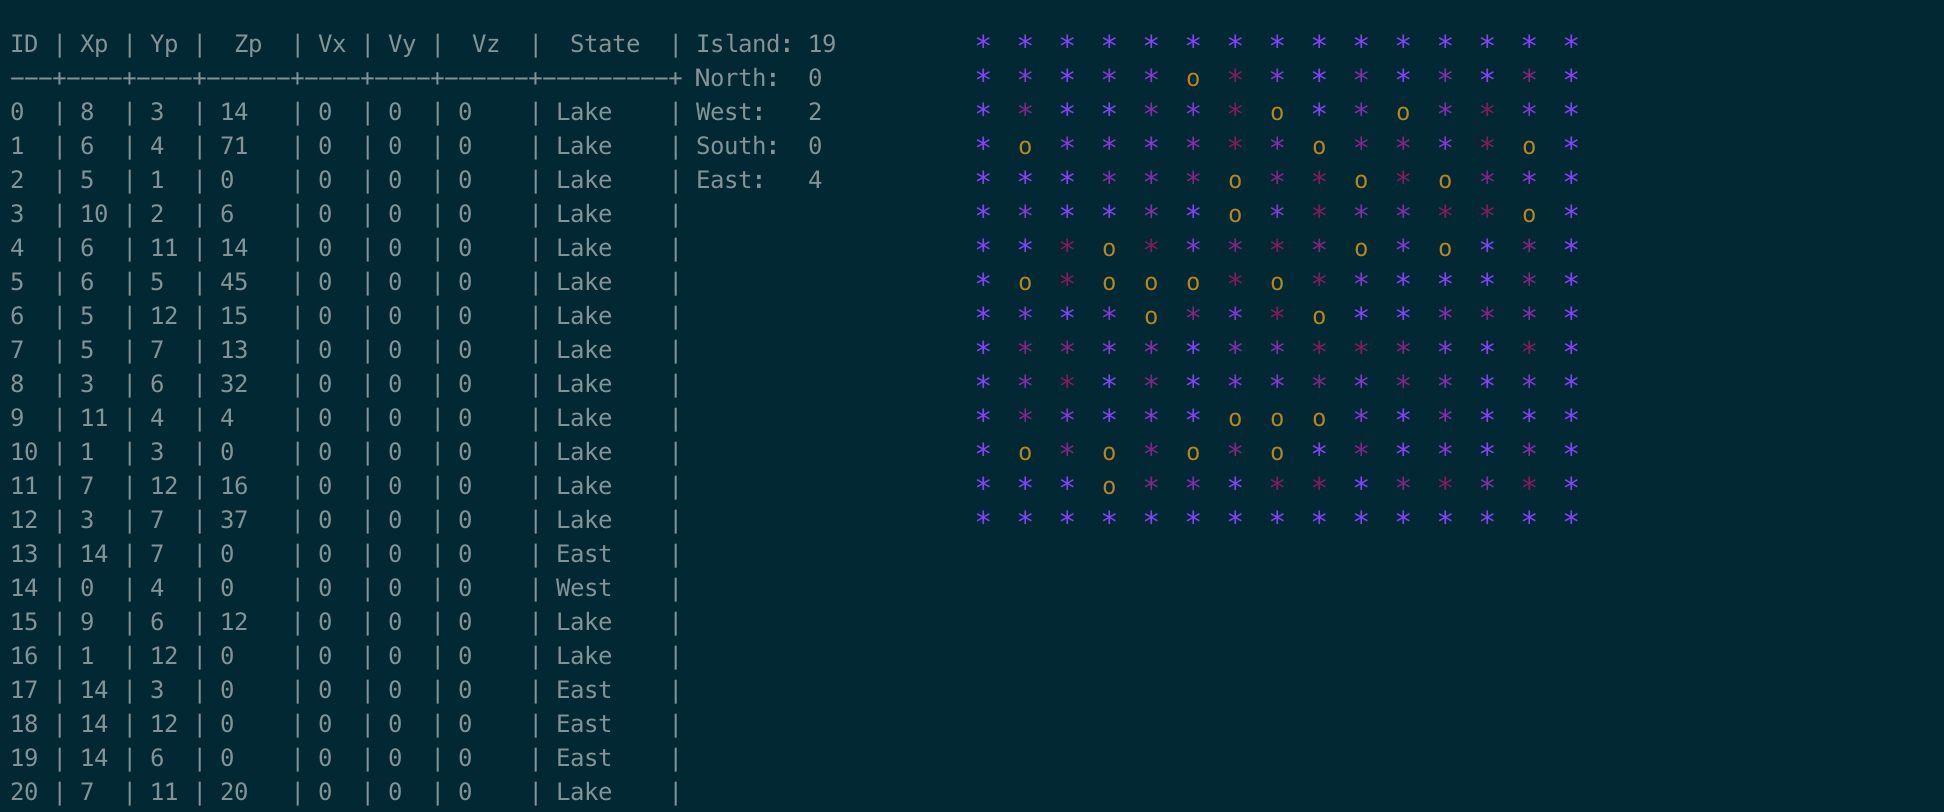 ID | Xp | Yp |  Zp  | Vx | Vy |  Vz  |  State  | Island: 19          * * * * * * * * * * * * * * *
---+----+----+------+----+----+------+---------+ North:  0          * * * * * o * * * * * * * * *
0  | 8  | 3  | 14   | 0  | 0  | 0    | Lake    | West:   2          * * * * * * * o * * o * * * *
1  | 6  | 4  | 71   | 0  | 0  | 0    | Lake    | South:  0          * o * * * * * * o * * * * o *
2  | 5  | 1  | 0    | 0  | 0  | 0    | Lake    | East:   4          * * * * * * o * * o * o * * *
3  | 10 | 2  | 6    | 0  | 0  | 0    | Lake    |                    * * * * * * o * * * * * * o *
4  | 6  | 11 | 14   | 0  | 0  | 0    | Lake    |                    * * * o * * * * * o * o * * *
5  | 6  | 5  | 45   | 0  | 0  | 0    | Lake    |                    * o * o o o * o * * * * * * *
6  | 5  | 12 | 15   | 0  | 0  | 0    | Lake    |                    * * * * o * * * o * * * * * *
7  | 5  | 7  | 13   | 0  | 0  | 0    | Lake    |                    * * * * * * * * * * * * * * *
8  | 3  | 6  | 32   | 0  | 0  | 0    | Lake    |                    * * * * * * * * * * * * * * *
9  | 11 | 4  | 4    | 0  | 0  | 0    | Lake    |                    * * * * * * o o o * * * * * *
10 | 1  | 3  | 0    | 0  | 0  | 0    | Lake    |                    * o * o * o * o * * * * * * *
11 | 7  | 12 | 16   | 0  | 0  | 0    | Lake    |                    * * * o * * * * * * * * * * *
12 | 3  | 7  | 37   | 0  | 0  | 0    | Lake    |                    * * * * * * * * * * * * * * *
13 | 14 | 7  | 0    | 0  | 0  | 0    | East    |
14 | 0  | 4  | 0    | 0  | 0  | 0    | West    |
15 | 9  | 6  | 12   | 0  | 0  | 0    | Lake    |
16 | 1  | 12 | 0    | 0  | 0  | 0    | Lake    |
17 | 14 | 3  | 0    | 0  | 0  | 0    | East    |
18 | 14 | 12 | 0    | 0  | 0  | 0    | East    |
19 | 14 | 6  | 0    | 0  | 0  | 0    | East    |
20 | 7  | 11 | 20   | 0  | 0  | 0    | Lake    |